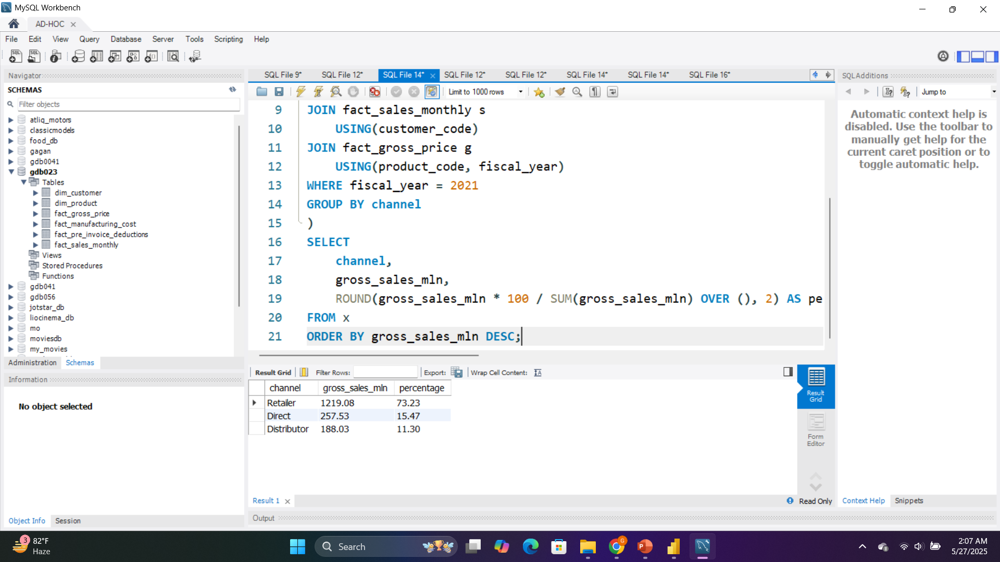 MySQL Workbench
AD-HOC
File Edit View Query Database Server Tools Scripting Help
Navigator
SCHEMAS
Filter objects
atliq_motors
classicmodels
food_db
gagan
gdb0041
gdb023
Tables
dim_customer
dim_product
fact_gross_price
fact_manufacturing_cost
fact_pre_invoice_deductions
fact_sales_monthly
Views
Stored Procedures
Functions
gdb041
gdb056
jotstar_db
liocinema_db
mo
moviesdb
my_movies
Administration Schemas
Information
No object selected
Object Info Session
SQL File 9* SQL File 12* SQL File 14* SQL File 12* SQL File 12* SQL File 14* SQL File 14* SQL File 16*
Limit to 1000 rows
9 JOIN fact_sales_monthly s
10 USING(customer_code)
11 JOIN fact_gross_price g
12 USING(product_code, fiscal_year)
13 WHERE fiscal_year = 2021
14 GROUP BY channel
15 )
16 SELECT
17 channel,
18 gross_sales_mln,
19 ROUND(gross_sales_mln * 100 / SUM(gross_sales_mln) OVER (), 2) AS pe
20 FROM x
21 ORDER BY gross_sales_mln DESC;
Result Grid Filter Rows: Export: Wrap Cell Content:
channel gross_sales_mln percentage
Retailer 1219.08 73.23
Direct 257.53 15.47
Distributor 188.03 11.30
Result Grid
Form Editor
Result 1
Read Only
Output
SQLAdditions
Jump to
Automatic context help is
disabled. Use the toolbar to
manually get help for the
current caret position or to
toggle automatic help.
Context Help Snippets
3
82°F
Haze
Search
G
2:07 AM
5/27/2025